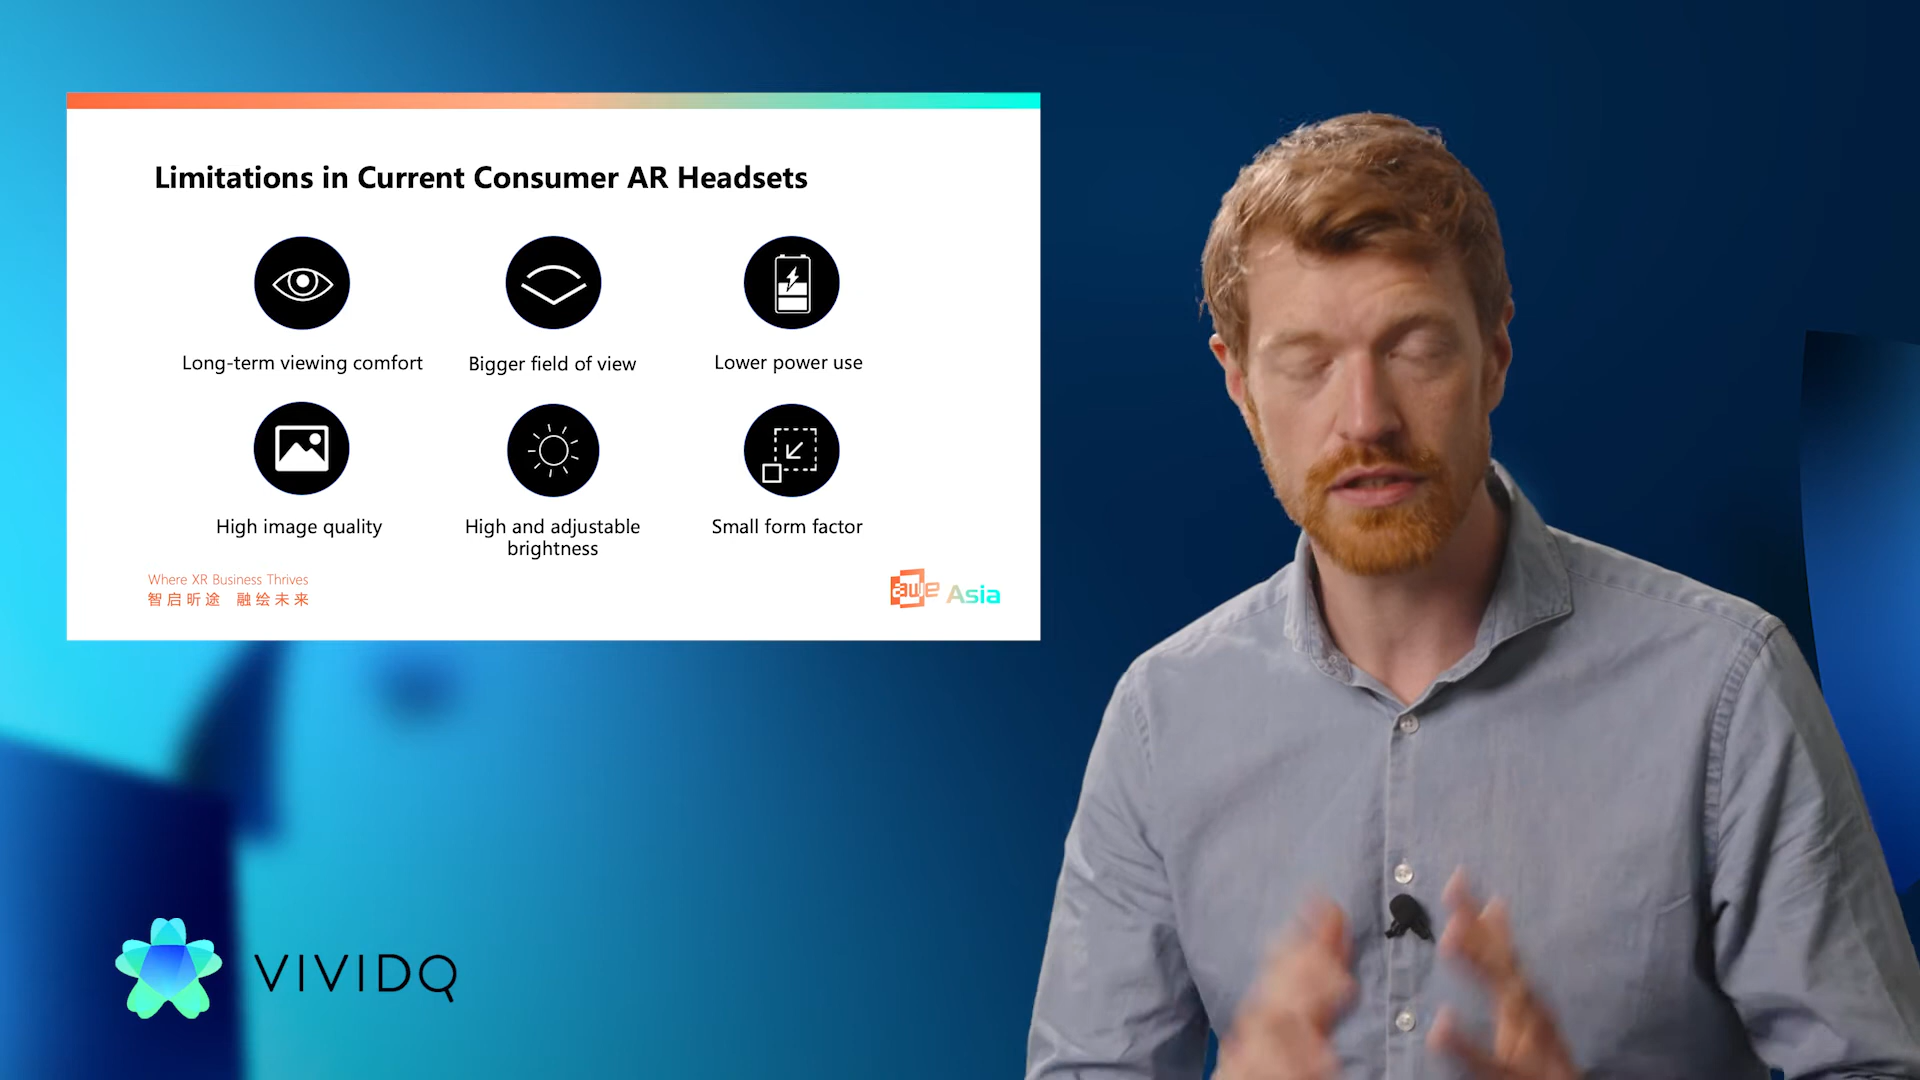 Limitations in Current Consumer AR Headsets
Long-term viewing comfort
Bigger field of view
Lower power use
High image quality
High and adjustable
brightness
Small form factor
Where XR Business Thrives
智启昕途 融绘未来
awe Asia
VIVIDQ